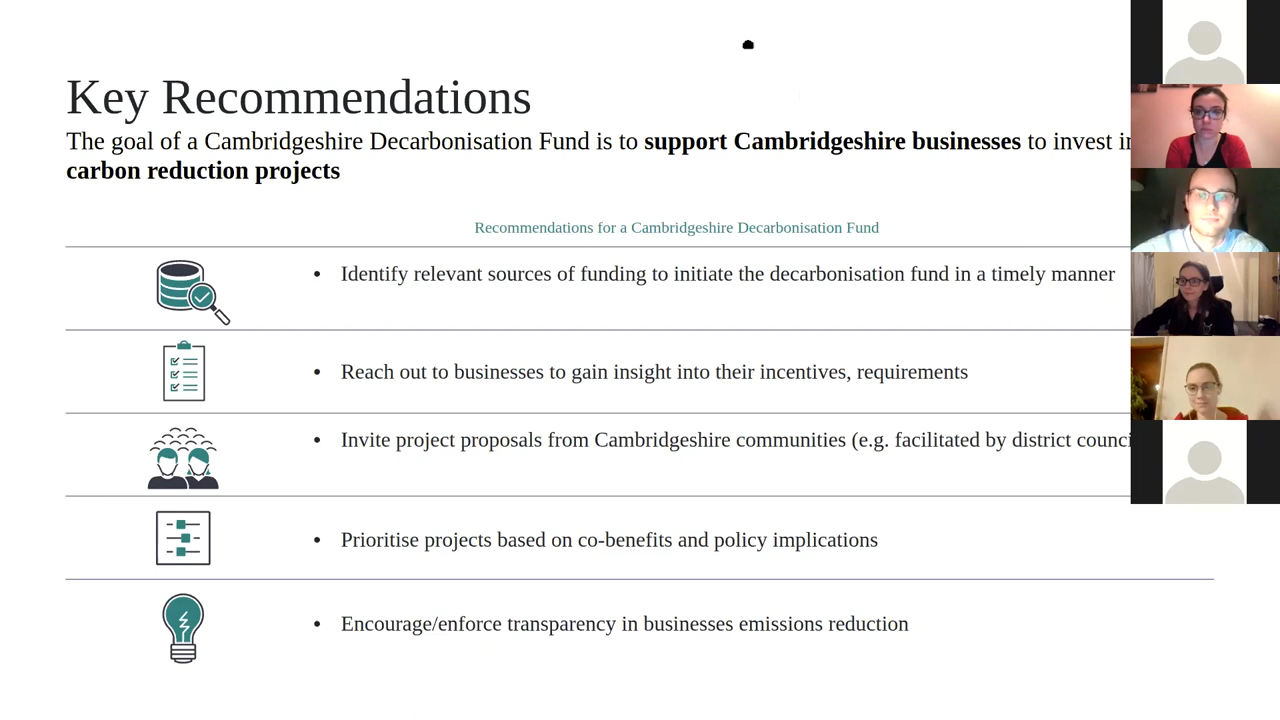 Key Recommendations
The goal of a Cambridgeshire Decarbonisation Fund is to support Cambridgeshire businesses to invest
carbon reduction projects
Recommendations for a Cambridgeshire Decarbonisation Fund
• Identify relevant sources of funding to initiate the decarbonisation fund in a timely manner
• Reach out to businesses to gain insight into their incentives, requirements
• Invite project proposals from Cambridgeshire communities (e.g. facilitated by district
• Prioritise projects based on co-benefits and policy implications
• Encourage/enforce transparency in businesses emissions reduction